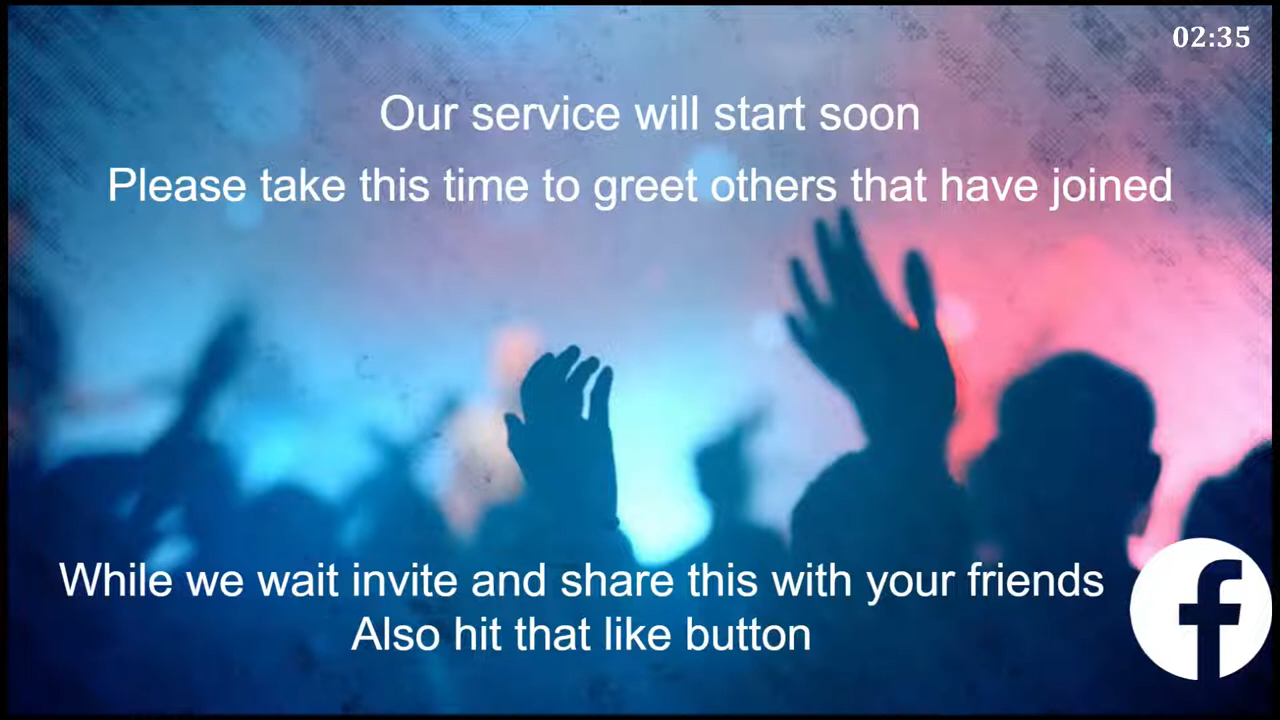 02:35
Our service will start soon
Please take this time to greet others that have joined
While we wait invite and share this with your friends
Also hit that like button